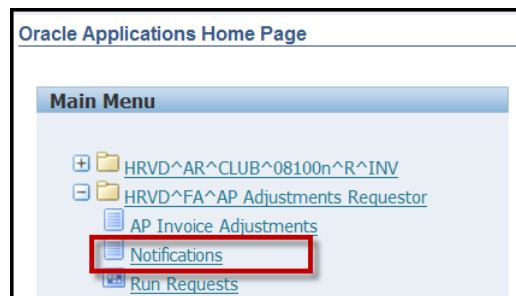 Oracle Applications Home Page
Main Menu
HRVD^AR^CLUB^08100n^R^INV
HRVD^FA^AP Adjustments Requestor
AP Invoice Adjustments
Notifications
Run Requests